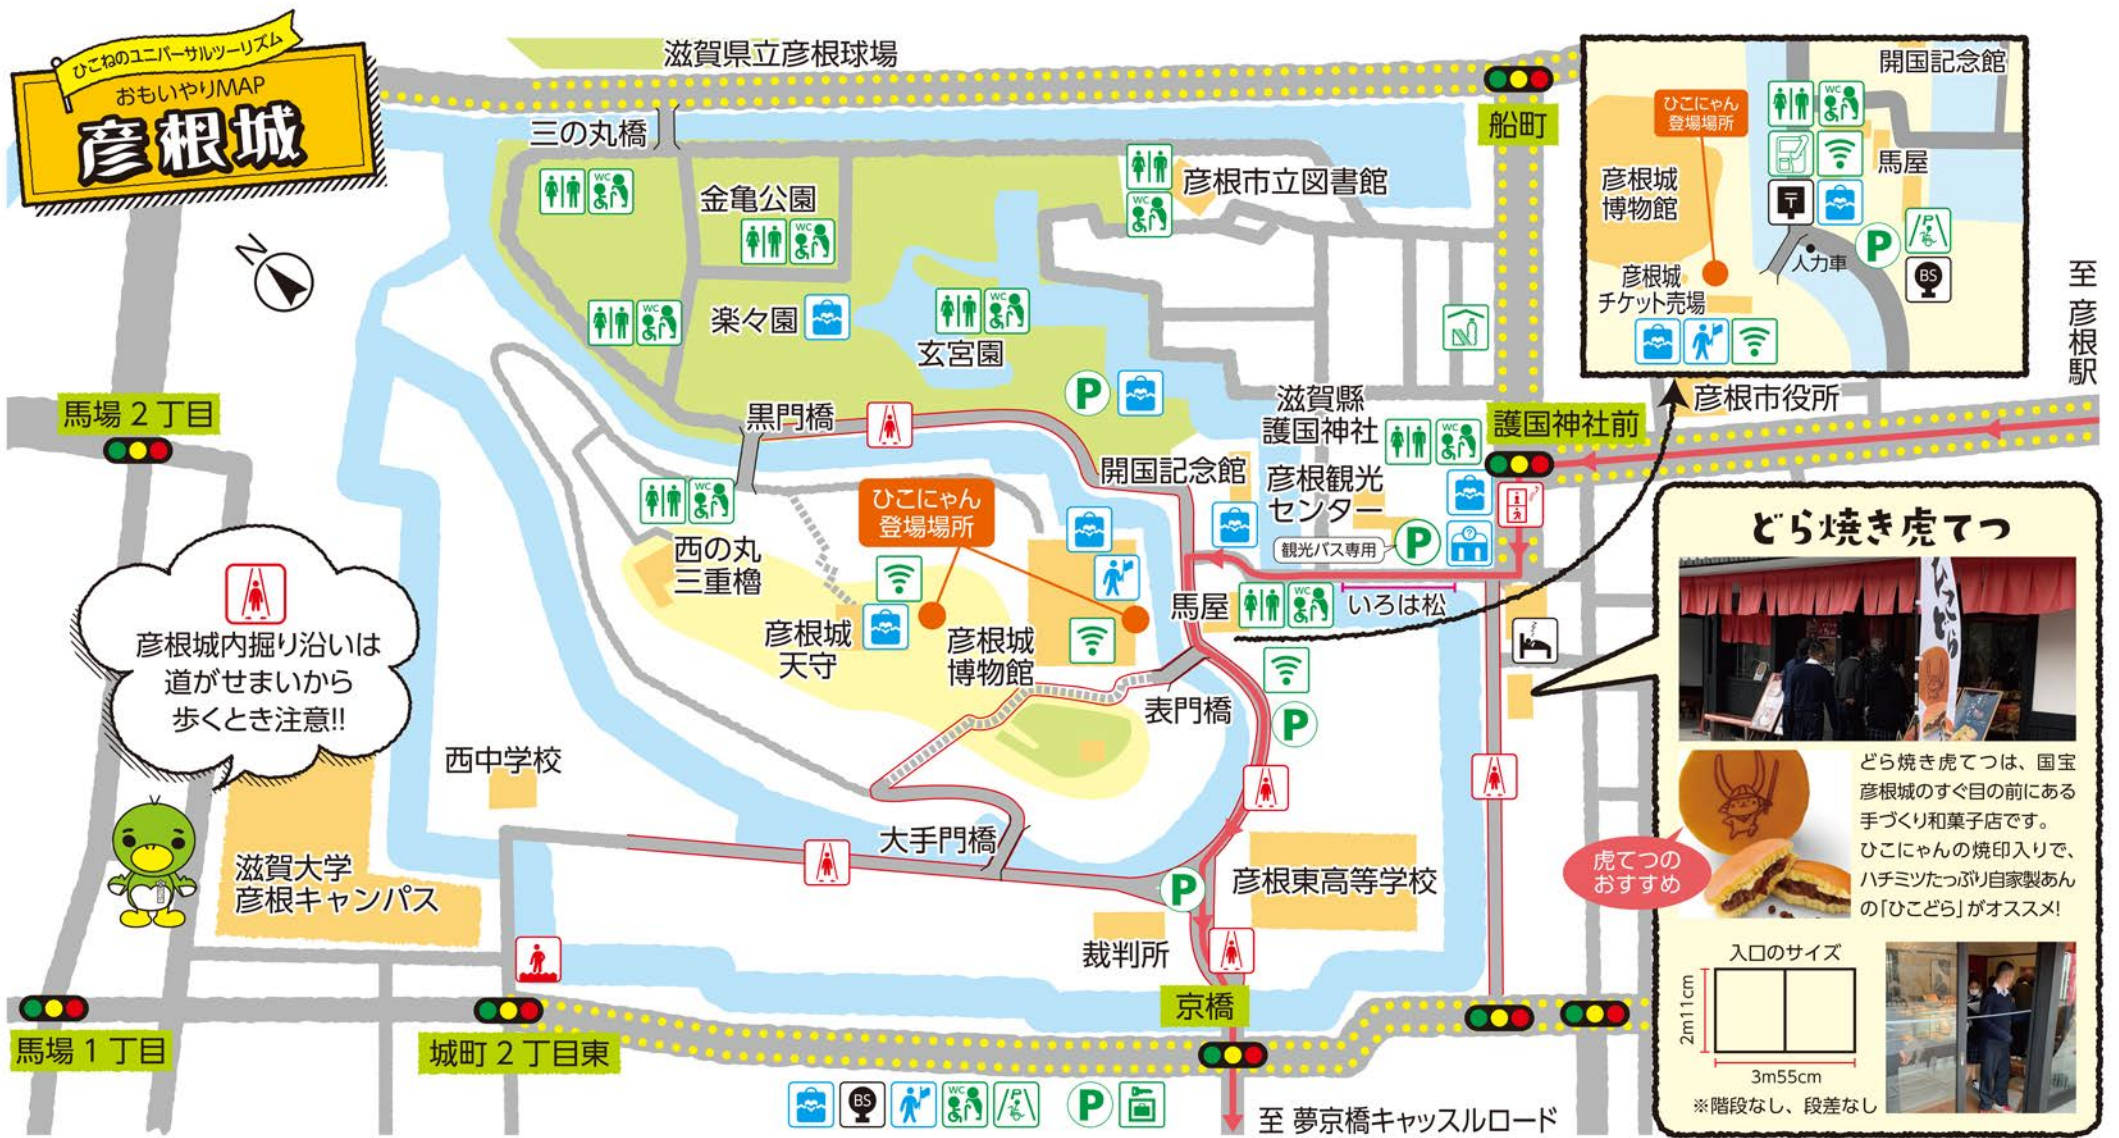 ひこねのユニバーサルツーリズム
おもいやりMAP
彦根城
N
滋賀県立彦根球場
三の丸橋
船町
WC
金亀公園
WC
彦根市立図書館
WC
WC
楽々園
WC
玄宮園
P
馬場2丁目
黒門橋
滋賀縣
護国神社
WC
護国神社前
彦根市役所
至 彦根駅
開国記念館
彦根観光
センター
観光バス専用
P
?
ひこにゃん
登場場所
WC
西の丸
三重櫓
彦根城
天守
彦根城
博物館
馬屋
WC
いろは松
表門橋
P
彦根城内掘り沿いは
道がせまいから
歩くとき注意!!
西中学校
大手門橋
滋賀大学
彦根キャンパス
P
彦根東高等学校
裁判所
京橋
馬場1丁目
城町2丁目東
BS
WC
P
P
至 夢京橋キャッスルロード
開国記念館
ひこにゃん
登場場所
WC
彦根城
博物館
馬屋
〒
P
P
人力車
BS
彦根城
チケット売場
どら焼き虎てつ
ひこどら
どら焼き虎てつは、国宝
彦根城のすぐ目の前にある
手づくり和菓子店です。
ひこにゃんの焼印入りで、
ハチミツたっぷり自家製あん
の「ひこどら」がオススメ!
虎てつの
おすすめ
入口のサイズ
2m11cm
3m55cm
※階段なし、段差なし